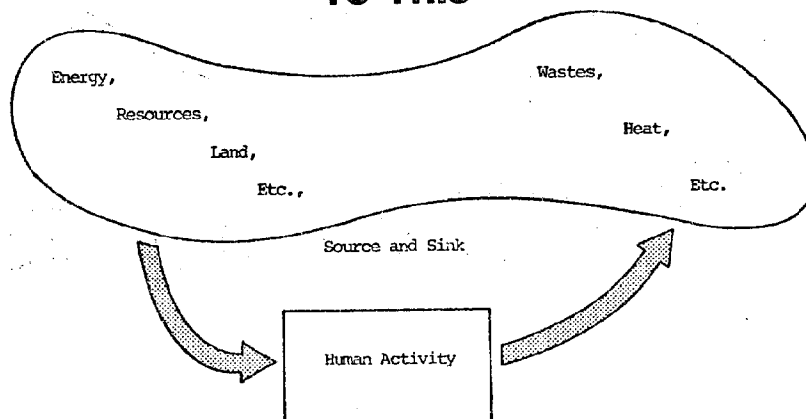 To This
Energy,
Resources,
Land,
Etc.,
Wastes,
Heat,
Etc.
Source and Sink
Human Activity